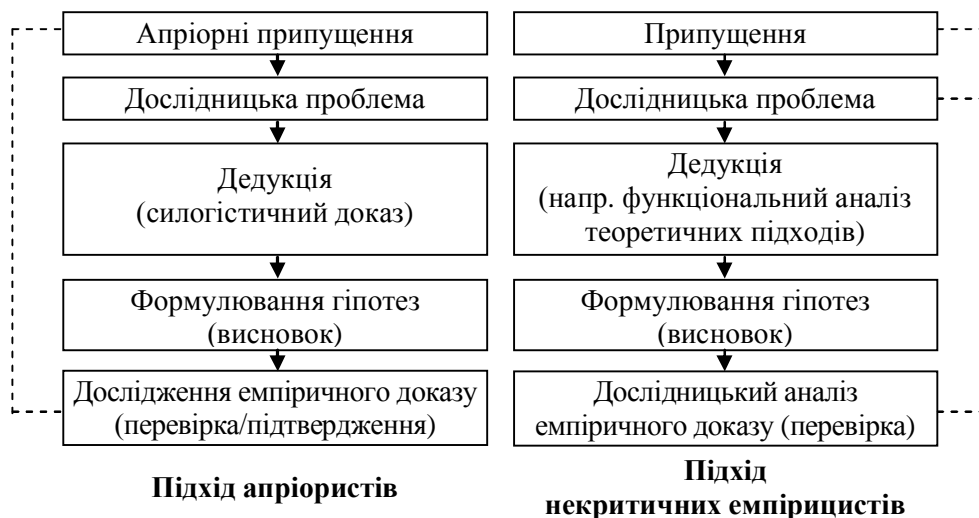 Апріорні припущення
Дослідницька проблема
Дедукція
(силогістичний доказ)
Формулювання гіпотез
(висновок)
Дослідження емпіричного доказу
(перевірка/підтвердження)
Підхід апріористів
Припущення
Дослідницька проблема
Дедукція
(напр. функціональний аналіз
теоретичних підходів)
Формулювання гіпотез
(висновок)
Дослідницький аналіз
емпіричного доказу (перевірка)
Підхід
некритичних емпірицистів